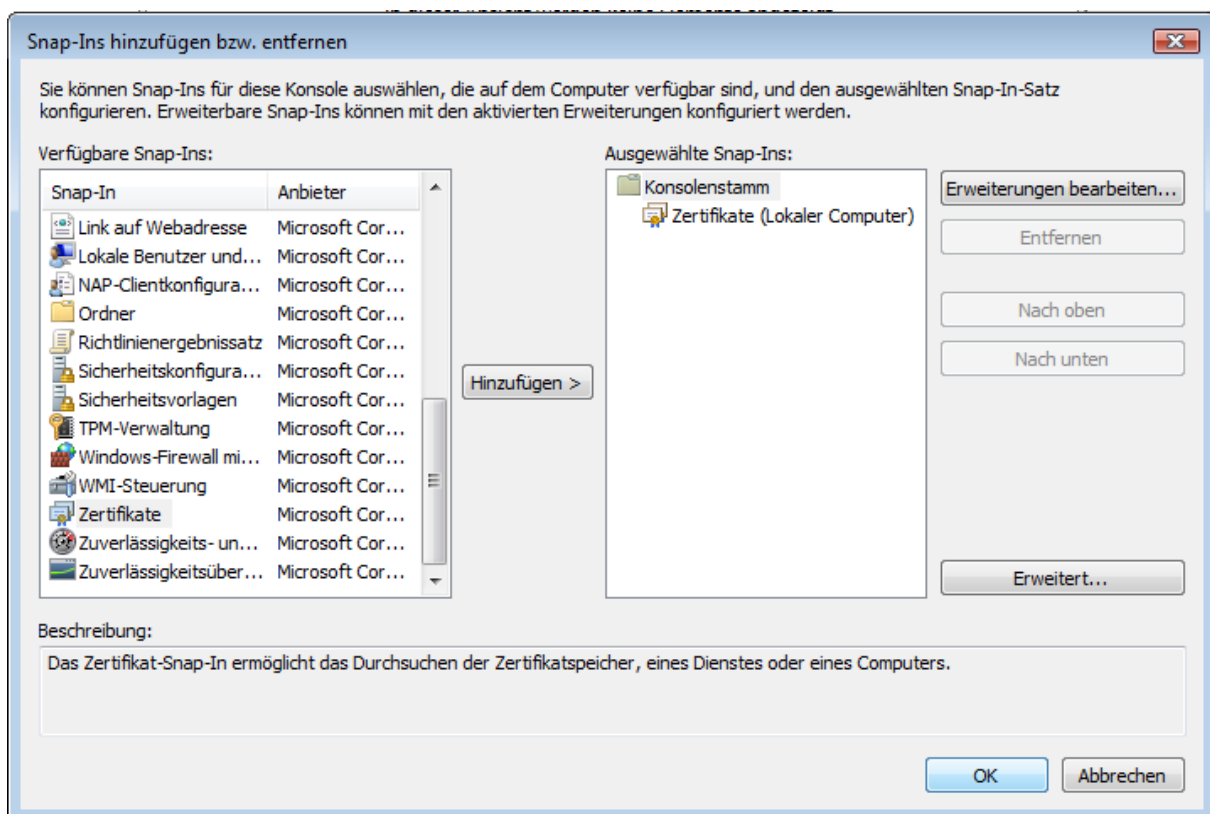 Snap-Ins hinzufügen bzw. entfernen
Sie können Snap-Ins für diese Konsole auswählen, die auf dem Computer verfügbar sind, und den ausgewählten Snap-In-Satz
konfigurieren. Erweiterbare Snap-Ins können mit den aktivierten Erweiterungen konfiguriert werden.
Verfügbare Snap-Ins:
Snap-In Anbieter
Link auf Webadresse Microsoft Cor...
Lokale Benutzer und... Microsoft Cor...
NAP-Clientkonfigura... Microsoft Cor...
Ordner Microsoft Cor...
Richtlinienergebnissatz Microsoft Cor...
Sicherheitskonfigura... Microsoft Cor...
Sicherheitsvorlagen Microsoft Cor...
TPM-Verwaltung Microsoft Cor...
Windows-Firewall mi... Microsoft Cor...
WMI-Steuerung Microsoft Cor...
Zertifikate Microsoft Cor...
Zuverlässigkeits- un... Microsoft Cor...
Zuverlässigkeitsüber... Microsoft Cor...
Hinzufügen >
Ausgewählte Snap-Ins:
Konsolenstamm
Zertifikate (Lokaler Computer)
Erweiterungen bearbeiten...
Entfernen
Nach oben
Nach unten
Erweitert...
Beschreibung:
Das Zertifikat-Snap-In ermöglicht das Durchsuchen der Zertifikatspeicher, eines Dienstes oder eines Computers.
OK
Abbrechen